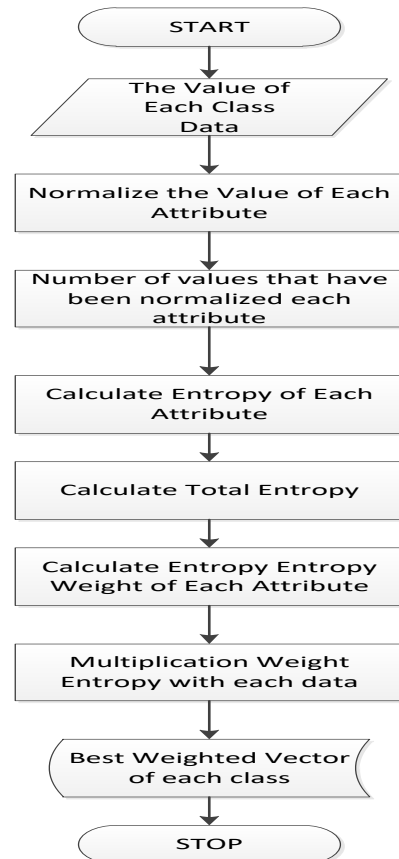 START
The Value of
Each Class
Data
Normalize the Value of Each
Attribute
Number of values that have
been normalized each
attribute
Calculate Entropy of Each
Attribute
Calculate Total Entropy
Calculate Entropy Entropy
Weight of Each Attribute
Multiplication Weight
Entropy with each data
Best Weighted Vector
of each class
STOP